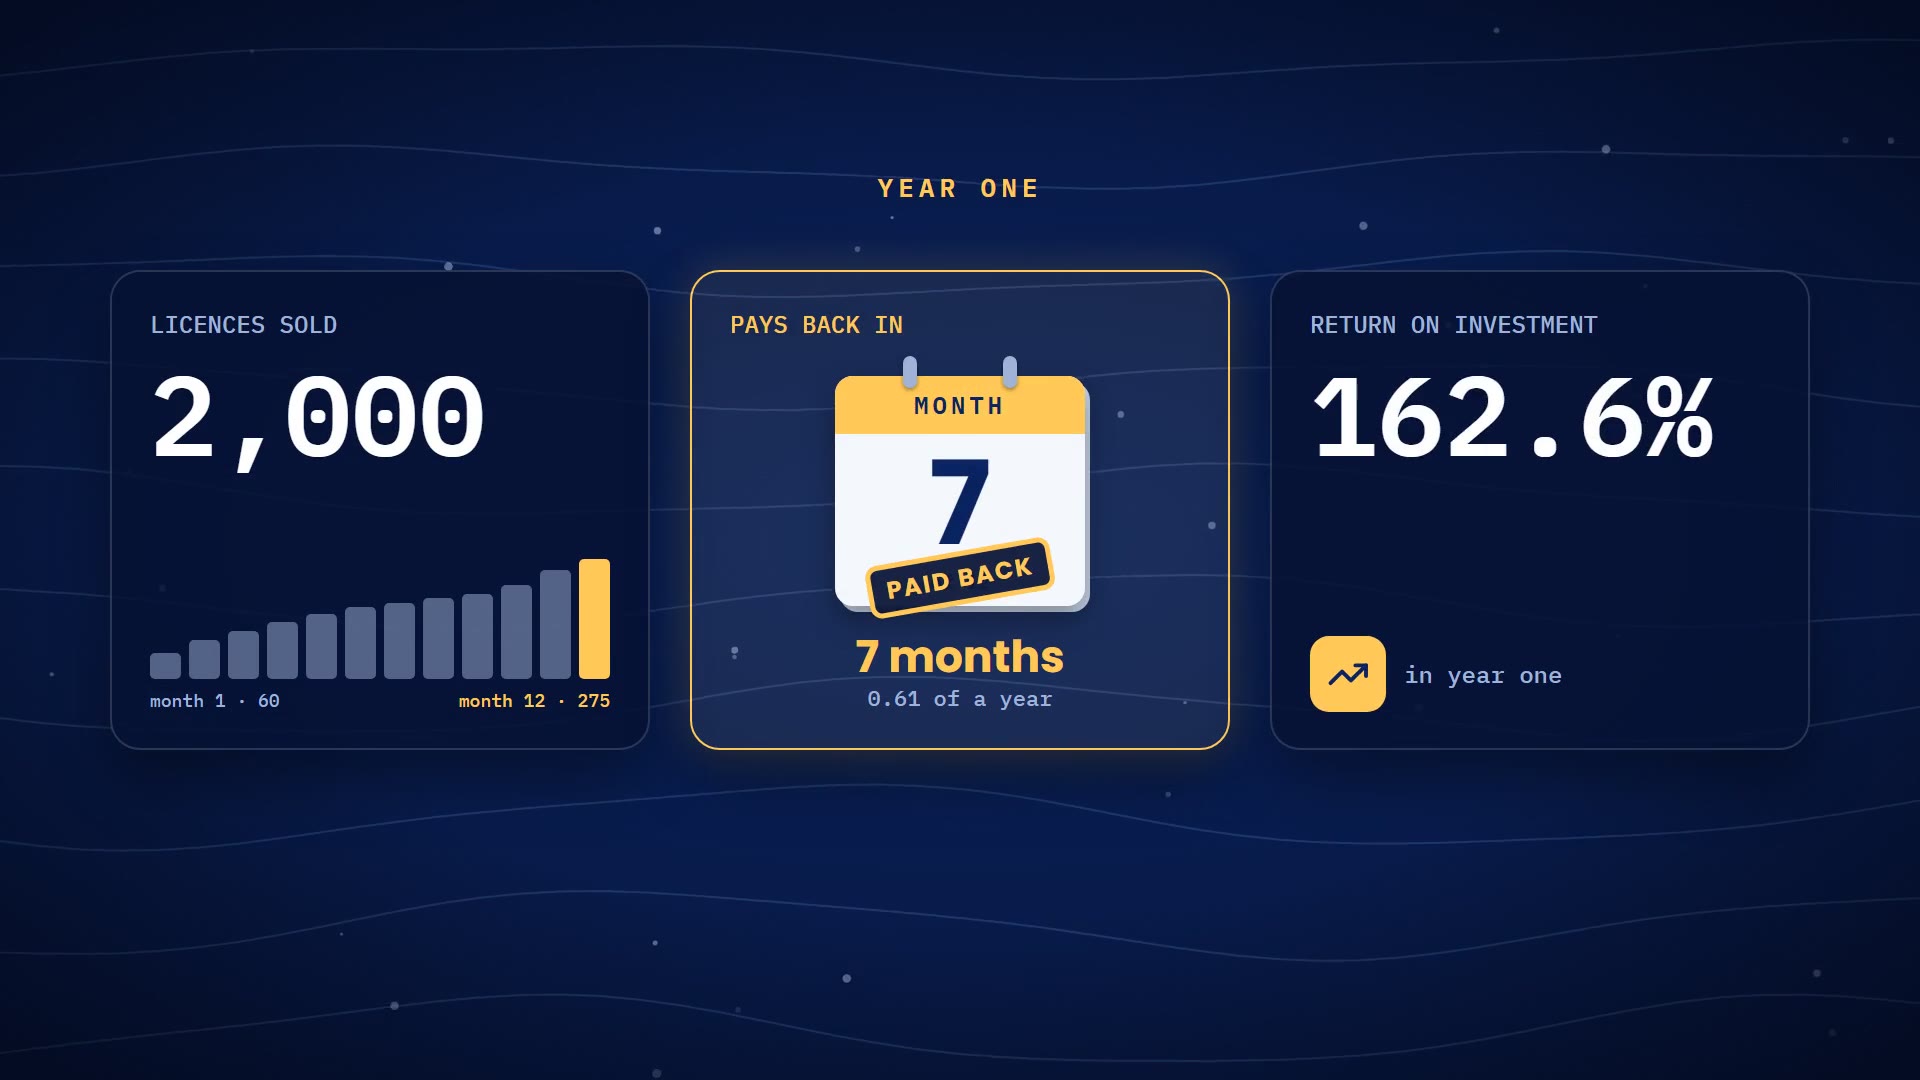 YEAR ONE
LICENCES SOLD
2,000
month 1 · 60
month 12 · 275
PAYS BACK IN
MONTH
7
PAID BACK
7 months
0.61 of a year
RETURN ON INVESTMENT
162.6%
in year one